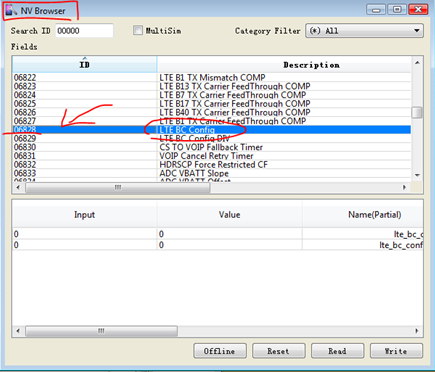 NV Browser
Search ID 00000 MultiSim Category Filter (*) All
Fields
ID Description
06822 LTE B1 TX Mismatch COMP
06823 LTE B13 TX Carrier FeedThrough COMP
06824 LTE B7 TX Carrier FeedThrough COMP
06825 LTE B17 TX Carrier FeedThrough COMP
06826 LTE B40 TX Carrier FeedThrough COMP
LTE B1 TX Carrier FeedThrough COMP
06828 LTE BC Config
06829 LTE BC Config DIV
06830 CS TO VOIP Fallback Timer
06831 VOIP Cancel Retry Timer
06832 HDRSCP Force Restricted CF
06833 ADC VBATT Slope
06834 ADC VBATT Offset
Input Value Name(Partial)
0 0 lte_bc_c
0 0 lte_bc_conf
Offline Reset Read Write